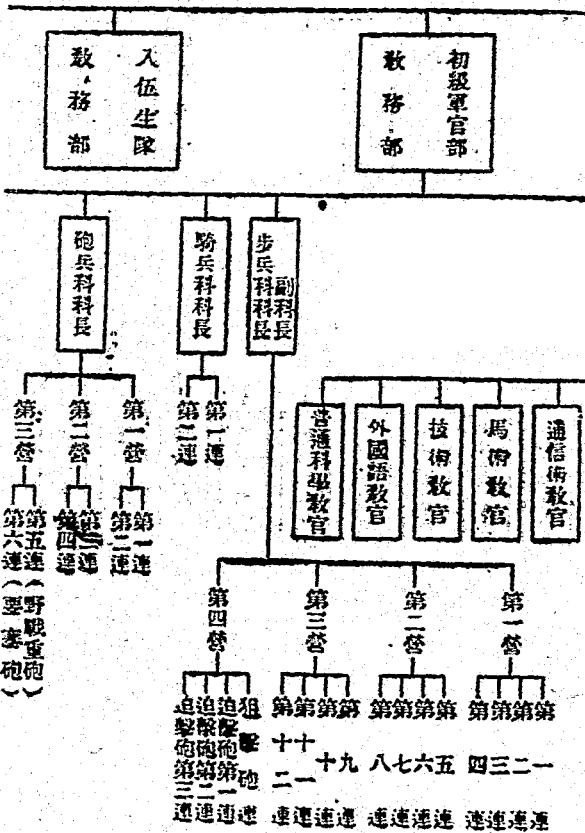 初級軍官部
教務部
入伍生隊
教務部
步兵科科長
副科長
騎兵科科長
砲兵科科長
通信術教官
馬術教官
技術教官
外國語教官
普通科學教官
第一連
第二連
第一營
第二營
第三營
第一連
第二連
第三連
第四連
第五連(野戰重砲)
第六連(要塞砲)
第一營
第二營
第三營
第四營
第一連
第二連
第三連
第四連
第五連
第六連
第七連
第八連
第九連
第十連
第十一連
第十二連
狙擊砲連
迫擊砲第一連
迫擊砲第二連
迫擊砲第三連